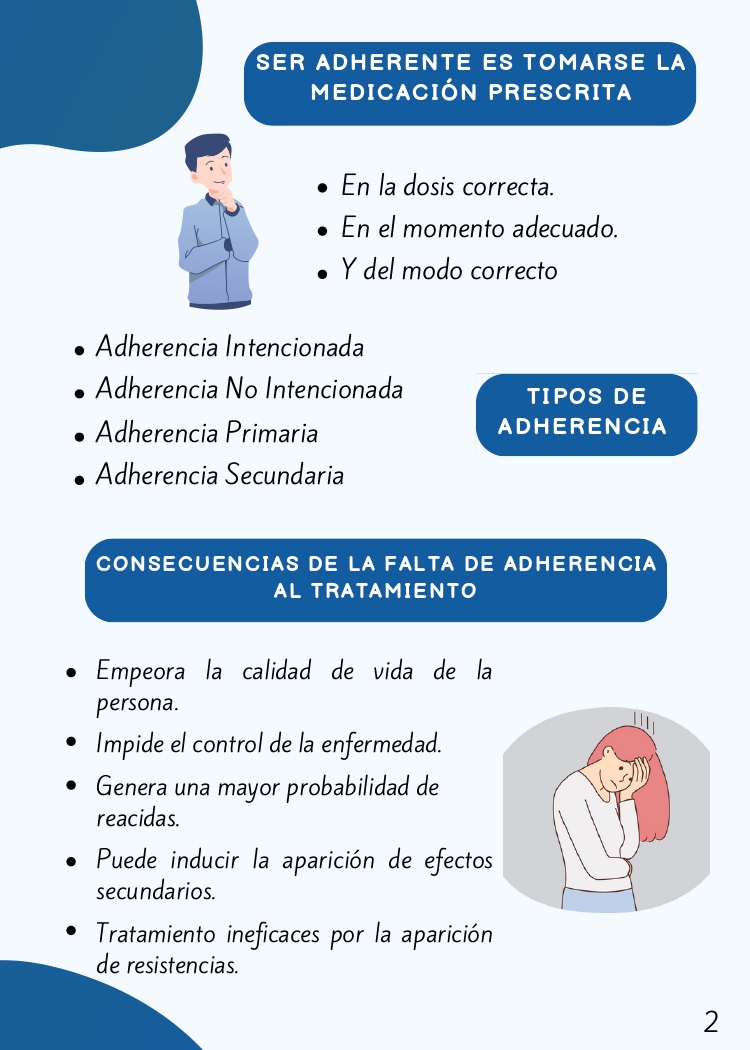 SER ADHERENTE ES TOMARSE LA
MEDICACIÓN PRESCRITA
• En la dosis correcta.
• En el momento adecuado.
• Y del modo correcto
• Adherencia Intencionada
• Adherencia No Intencionada
• Adherencia Primaria
• Adherencia Secundaria
TIPOS DE
ADHERENCIA
CONSECUENCIAS DE LA FALTA DE ADHERENCIA
AL TRATAMIENTO
• Empeora la calidad de vida de la
persona.
• Impide el control de la enfermedad.
• Genera una mayor probabilidad de
reacidas.
• Puede inducir la aparición de efectos
secundarios.
• Tratamiento ineficaces por la aparición
de resistencias.
2